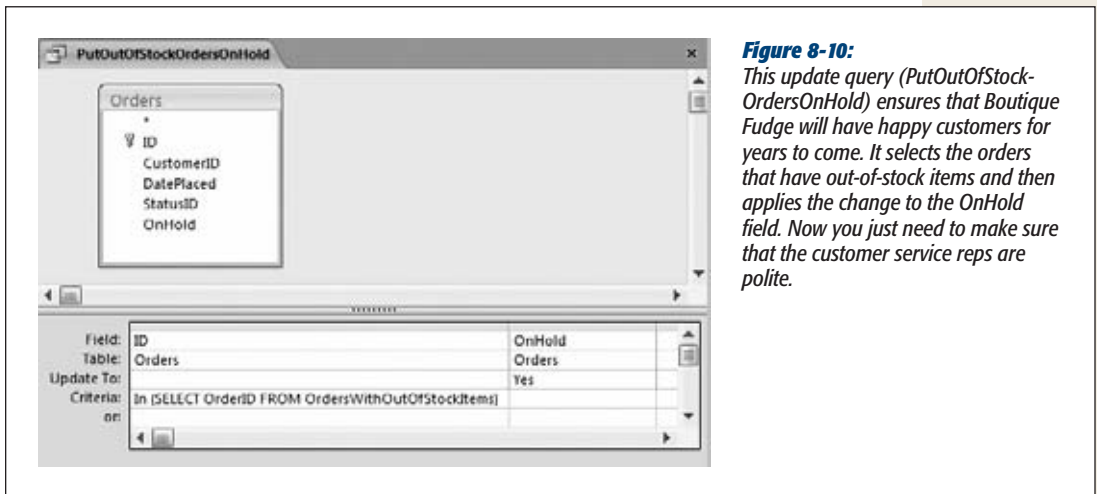 PutOutOfStockOrdersOnHold
Orders
*
ID
CustomerID
DatePlaced
StatusID
OnHold
Field: ID OnHold
Table: Orders Orders
Update To: Yes
Criteria: In (SELECT OrderID FROM OrdersWithOutOfStockItems)
or:
Figure 8-10:
This update query (PutOutOfStock-
OrdersOnHold) ensures that Boutique
Fudge will have happy customers for
years to come. It selects the orders
that have out-of-stock items and then
applies the change to the OnHold
field. Now you just need to make sure
that the customer service reps are
polite.